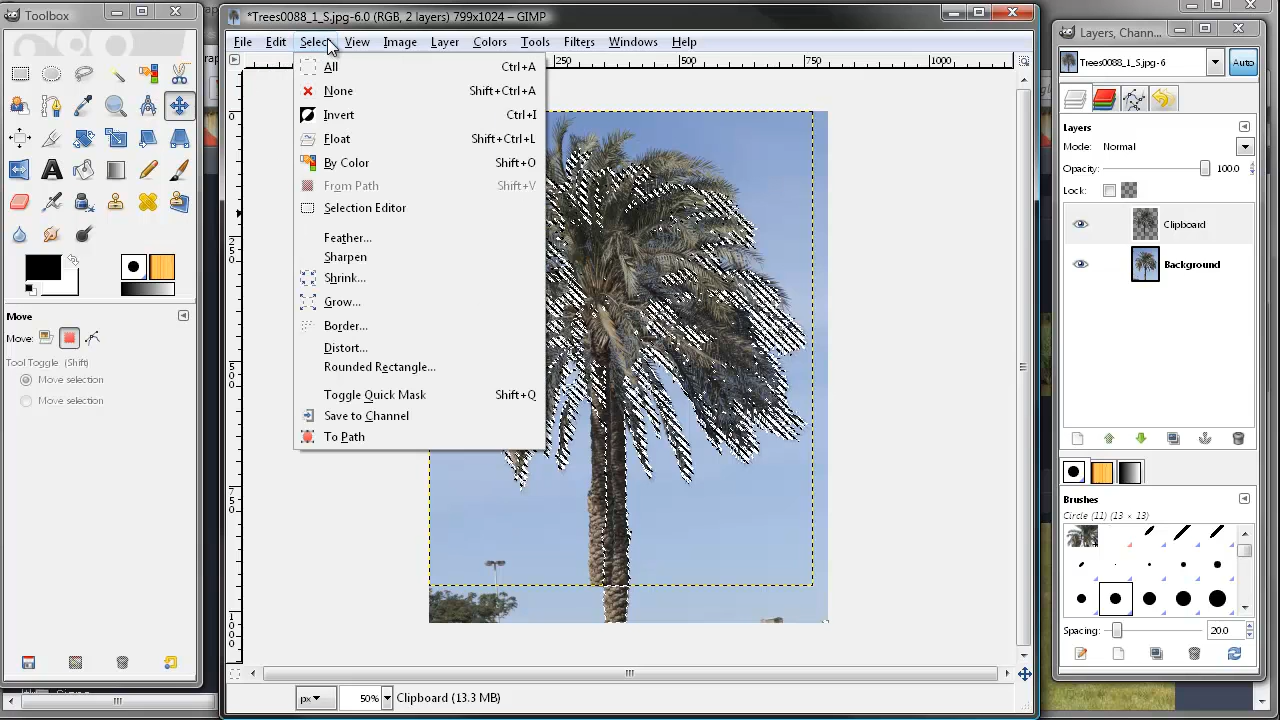 Toolbox
*Trees0088_1_S.jpg-6.0 (RGB, 2 layers) 799x1024 – GIMP
Layers, Chann...
File Edit Select View Image Layer Colors Tools Filters Windows Help
Trees0088_1_S.jpg-6
Auto
250 500 750 1000
All Ctrl+A
None Shift+Ctrl+A
Invert Ctrl+I
Float Shift+Ctrl+L
By Color Shift+O
From Path Shift+V
Selection Editor
Feather...
Sharpen
Shrink...
Grow...
Border...
Distort...
Rounded Rectangle...
Toggle Quick Mask Shift+Q
Save to Channel
To Path
0
250
500
750
1000
Move
Move:
Tool Toggle (Shift)
Move selection
Move selection
Layers
Mode: Normal
Opacity: 100.0
Lock:
Clipboard
Background
Brushes
Circle (11) (13 × 13)
Spacing: 20.0
px 50% Clipboard (13.3 MB)